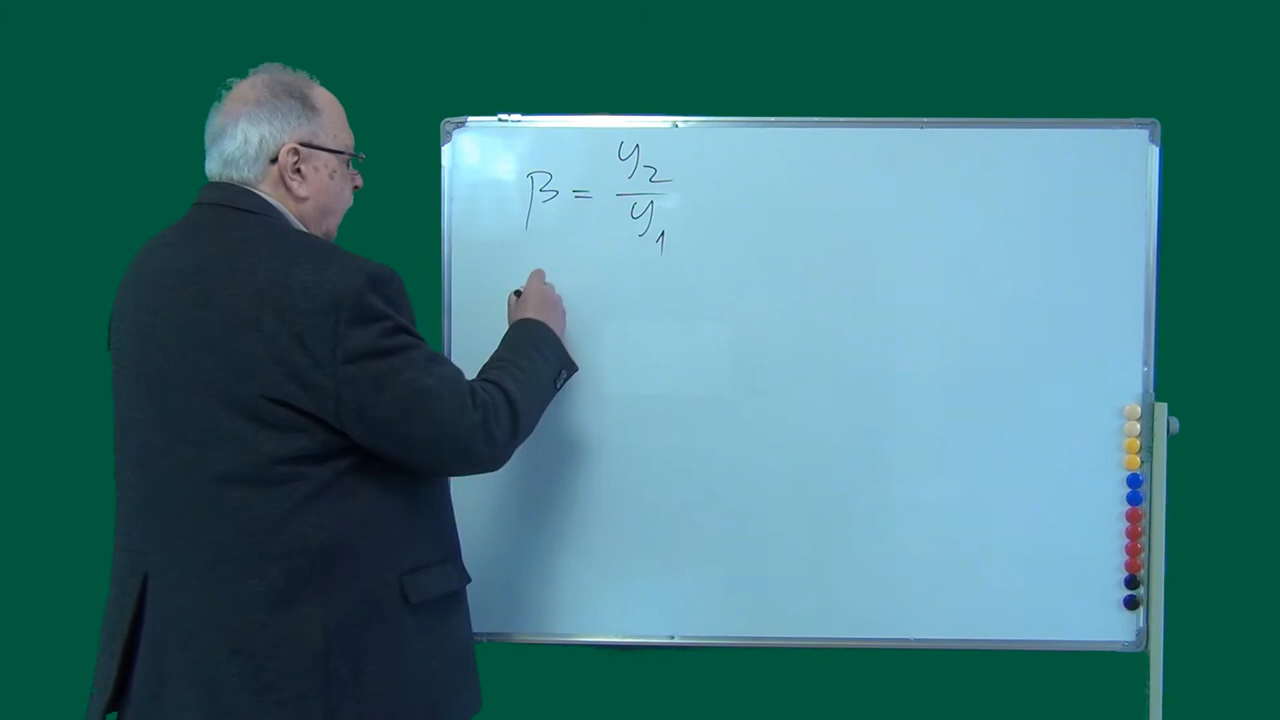 β = y₂ / y₁